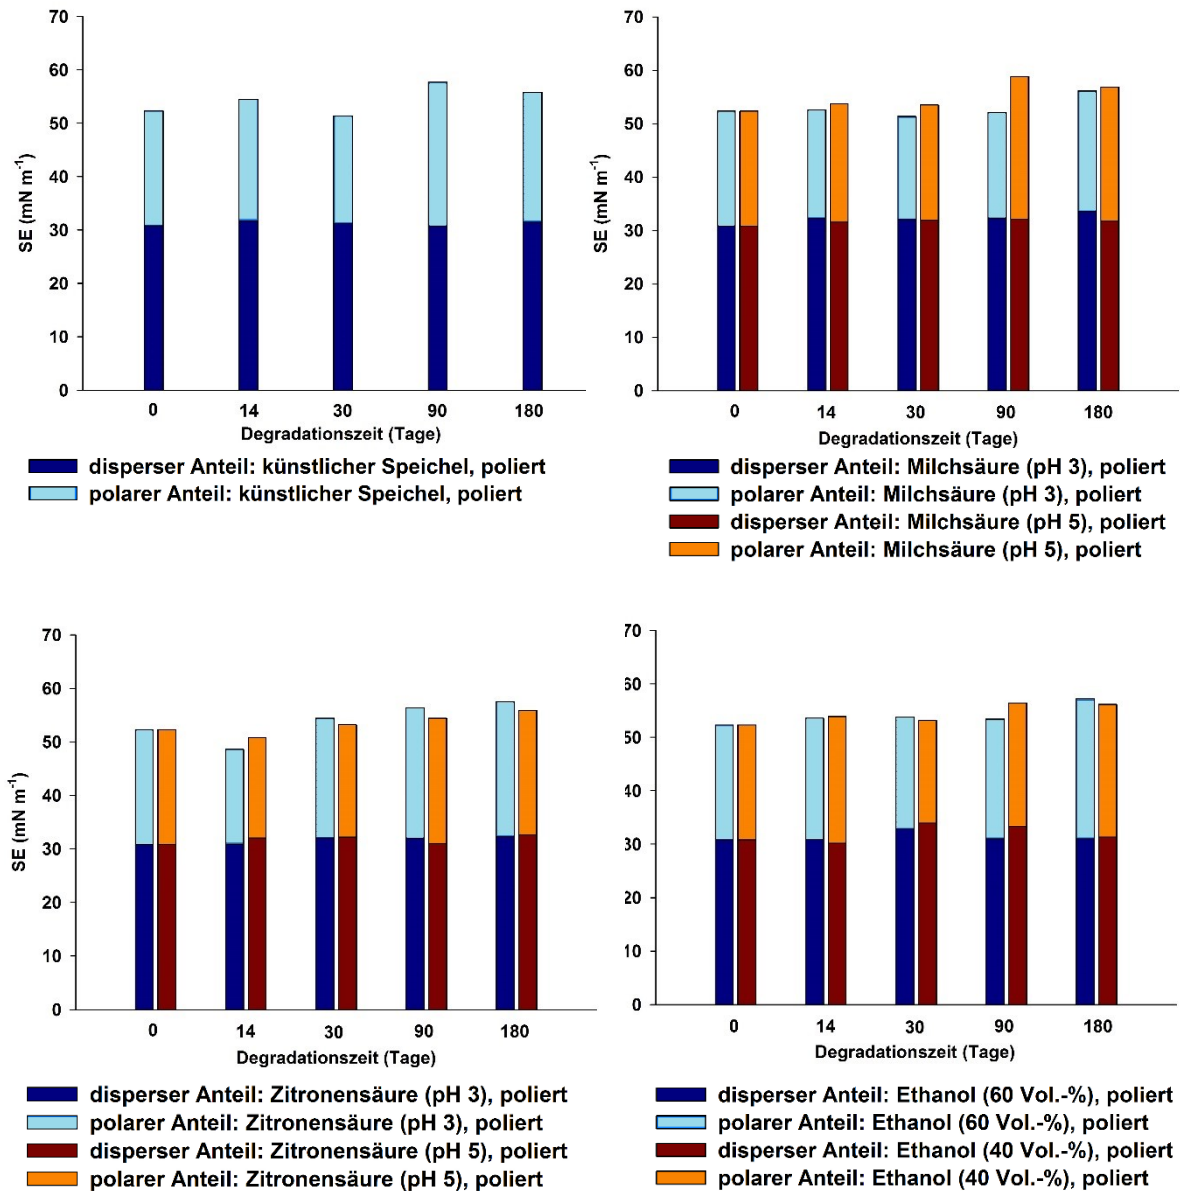 70
60
50
40
30
20
10
0
SE (mN m⁻¹)
0 14 30 90 180
Degradationszeit (Tage)
disperser Anteil: künstlicher Speichel, poliert
polarer Anteil: künstlicher Speichel, poliert
70
60
50
40
30
20
10
0
SE (mN m⁻¹)
0 14 30 90 180
Degradationszeit (Tage)
disperser Anteil: Milchsäure (pH 3), poliert
polarer Anteil: Milchsäure (pH 3), poliert
disperser Anteil: Milchsäure (pH 5), poliert
polarer Anteil: Milchsäure (pH 5), poliert
70
60
50
40
30
20
10
0
SE (mN m⁻¹)
0 14 30 90 180
Degradationszeit (Tage)
disperser Anteil: Zitronensäure (pH 3), poliert
polarer Anteil: Zitronensäure (pH 3), poliert
disperser Anteil: Zitronensäure (pH 5), poliert
polarer Anteil: Zitronensäure (pH 5), poliert
70
60
50
40
30
20
10
0
0 14 30 90 180
Degradationszeit (Tage)
disperser Anteil: Ethanol (60 Vol.-%), poliert
polarer Anteil: Ethanol (60 Vol.-%), poliert
disperser Anteil: Ethanol (40 Vol.-%), poliert
polarer Anteil: Ethanol (40 Vol.-%), poliert